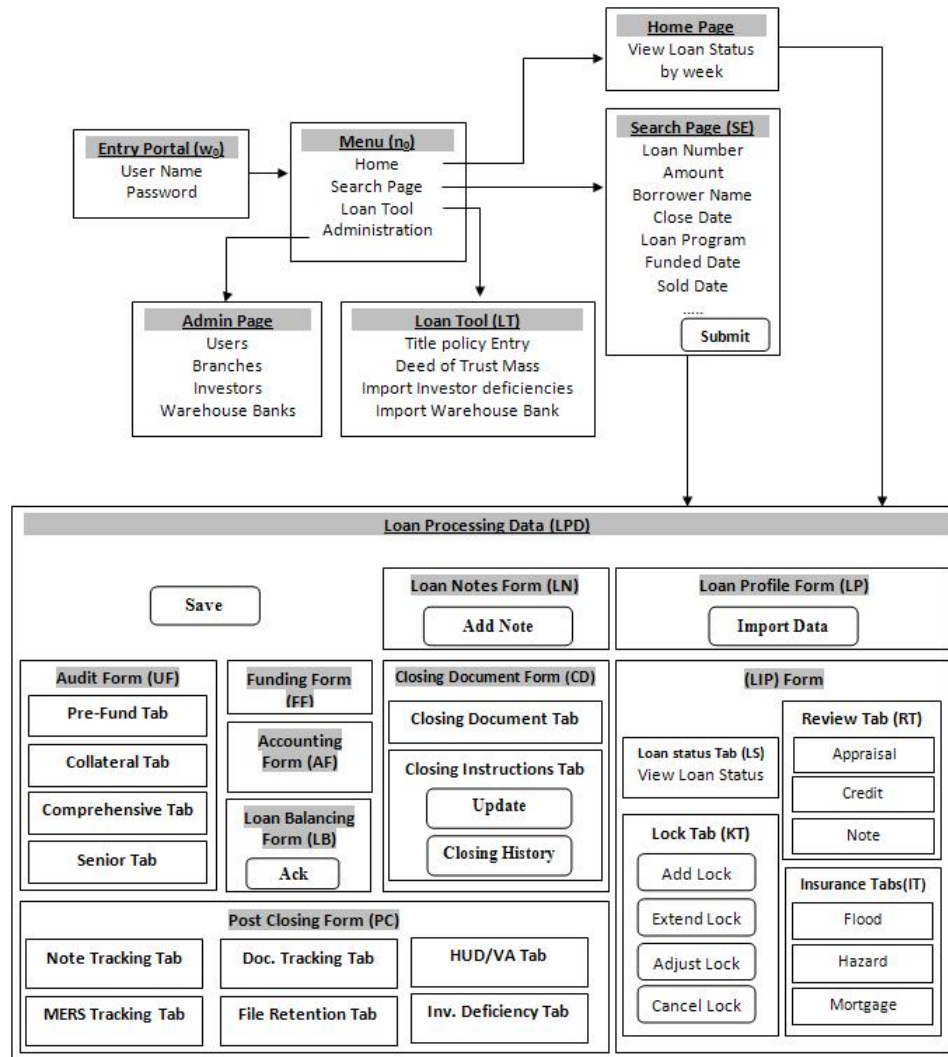 Home Page
View Loan Status
by week
Entry Portal (w0)
User Name
Password
Menu (n0)
Home
Search Page
Loan Tool
Administration
Search Page (SE)
Loan Number
Amount
Borrower Name
Close Date
Loan Program
Funded Date
Sold Date
.....
Submit
Admin Page
Users
Branches
Investors
Warehouse Banks
Loan Tool (LT)
Title policy Entry
Deed of Trust Mass
Import Investor deficiencies
Import Warehouse Bank
Loan Processing Data (LPD)
Save
Loan Notes Form (LN)
Add Note
Loan Profile Form (LP)
Import Data
Audit Form (UF)
Pre-Fund Tab
Collateral Tab
Comprehensive Tab
Senior Tab
Funding Form
(FF)
Accounting
Form (AF)
Loan Balancing
Form (LB)
Ack
Closing Document Form (CD)
Closing Document Tab
Closing Instructions Tab
Update
Closing History
(LIP) Form
Loan status Tab (LS)
View Loan Status
Lock Tab (KT)
Add Lock
Extend Lock
Adjust Lock
Cancel Lock
Review Tab (RT)
Appraisal
Credit
Note
Insurance Tabs(IT)
Flood
Hazard
Mortgage
Post Closing Form (PC)
Note Tracking Tab
Doc. Tracking Tab
HUD/VA Tab
MERS Tracking Tab
File Retention Tab
Inv. Deficiency Tab